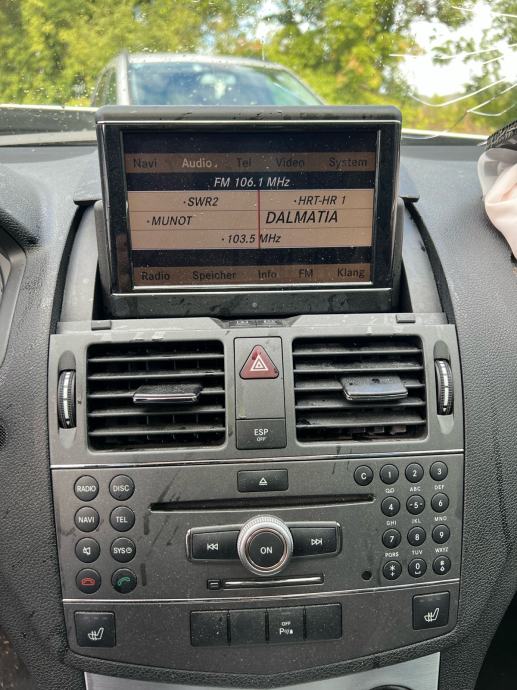 Navi Audio Tel Video System
FM 106.1 MHz
•SWR2 •HRT-HR 1
•MUNOT DALMATIA
•103.5 MHz
Radio Speicher Info FM Klang
ESP
OFF
RADIO DISC C 1 2 3
QD ABC DEF
NAVI TEL 4 5 6
GHI JKL MNO
ON
SYS 7 8 9
PQRS TUV WXYZ
* 0
OFF
P